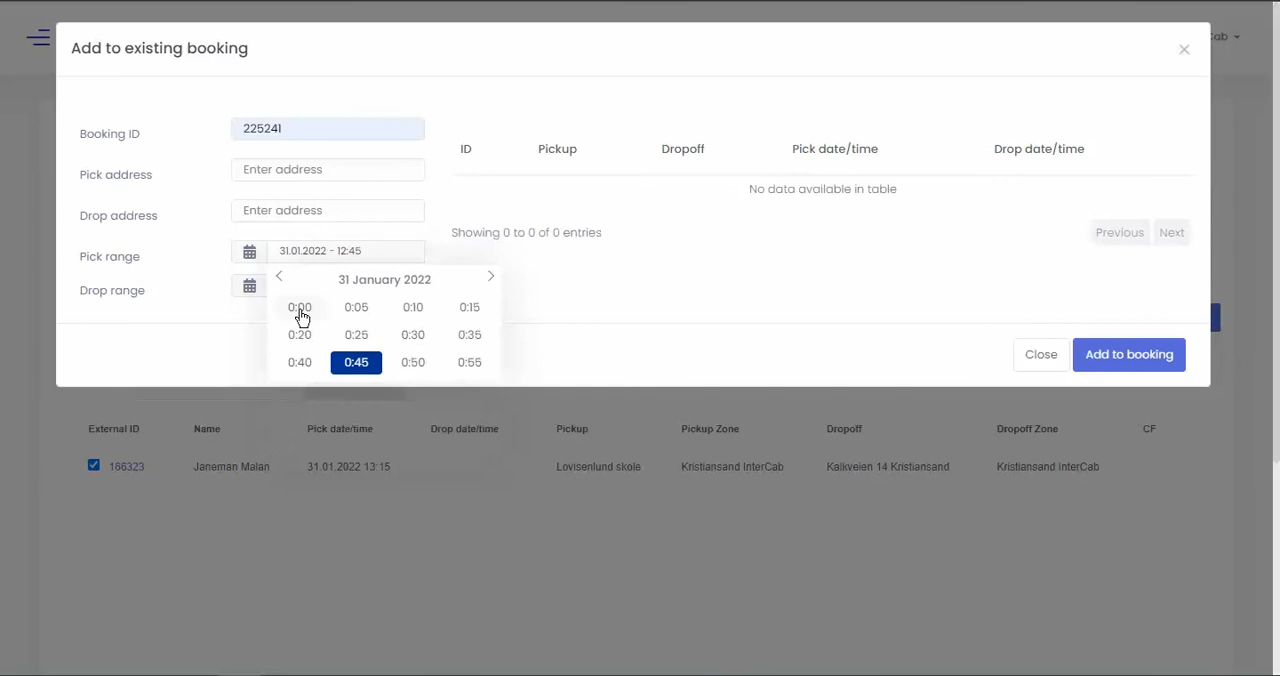 Add to existing booking
Cab
Booking ID
225241
Pick address
Enter address
Drop address
Enter address
Pick range
31.01.2022 - 12:45
Drop range
31 January 2022
0:00 0:05 0:10 0:15
0:20 0:25 0:30 0:35
0:40 0:45 0:50 0:55
ID Pickup Dropoff Pick date/time Drop date/time
No data available in table
Showing 0 to 0 of 0 entries
Previous Next
Close Add to booking
External ID Name Pick date/time Drop date/time Pickup Pickup Zone Dropoff Dropoff Zone CF
166323 Janeman Malan 31.01.2022 13:15 Lovisenlund skole Kristiansand InterCab Kalkveien 14 Kristiansand Kristiansand InterCab